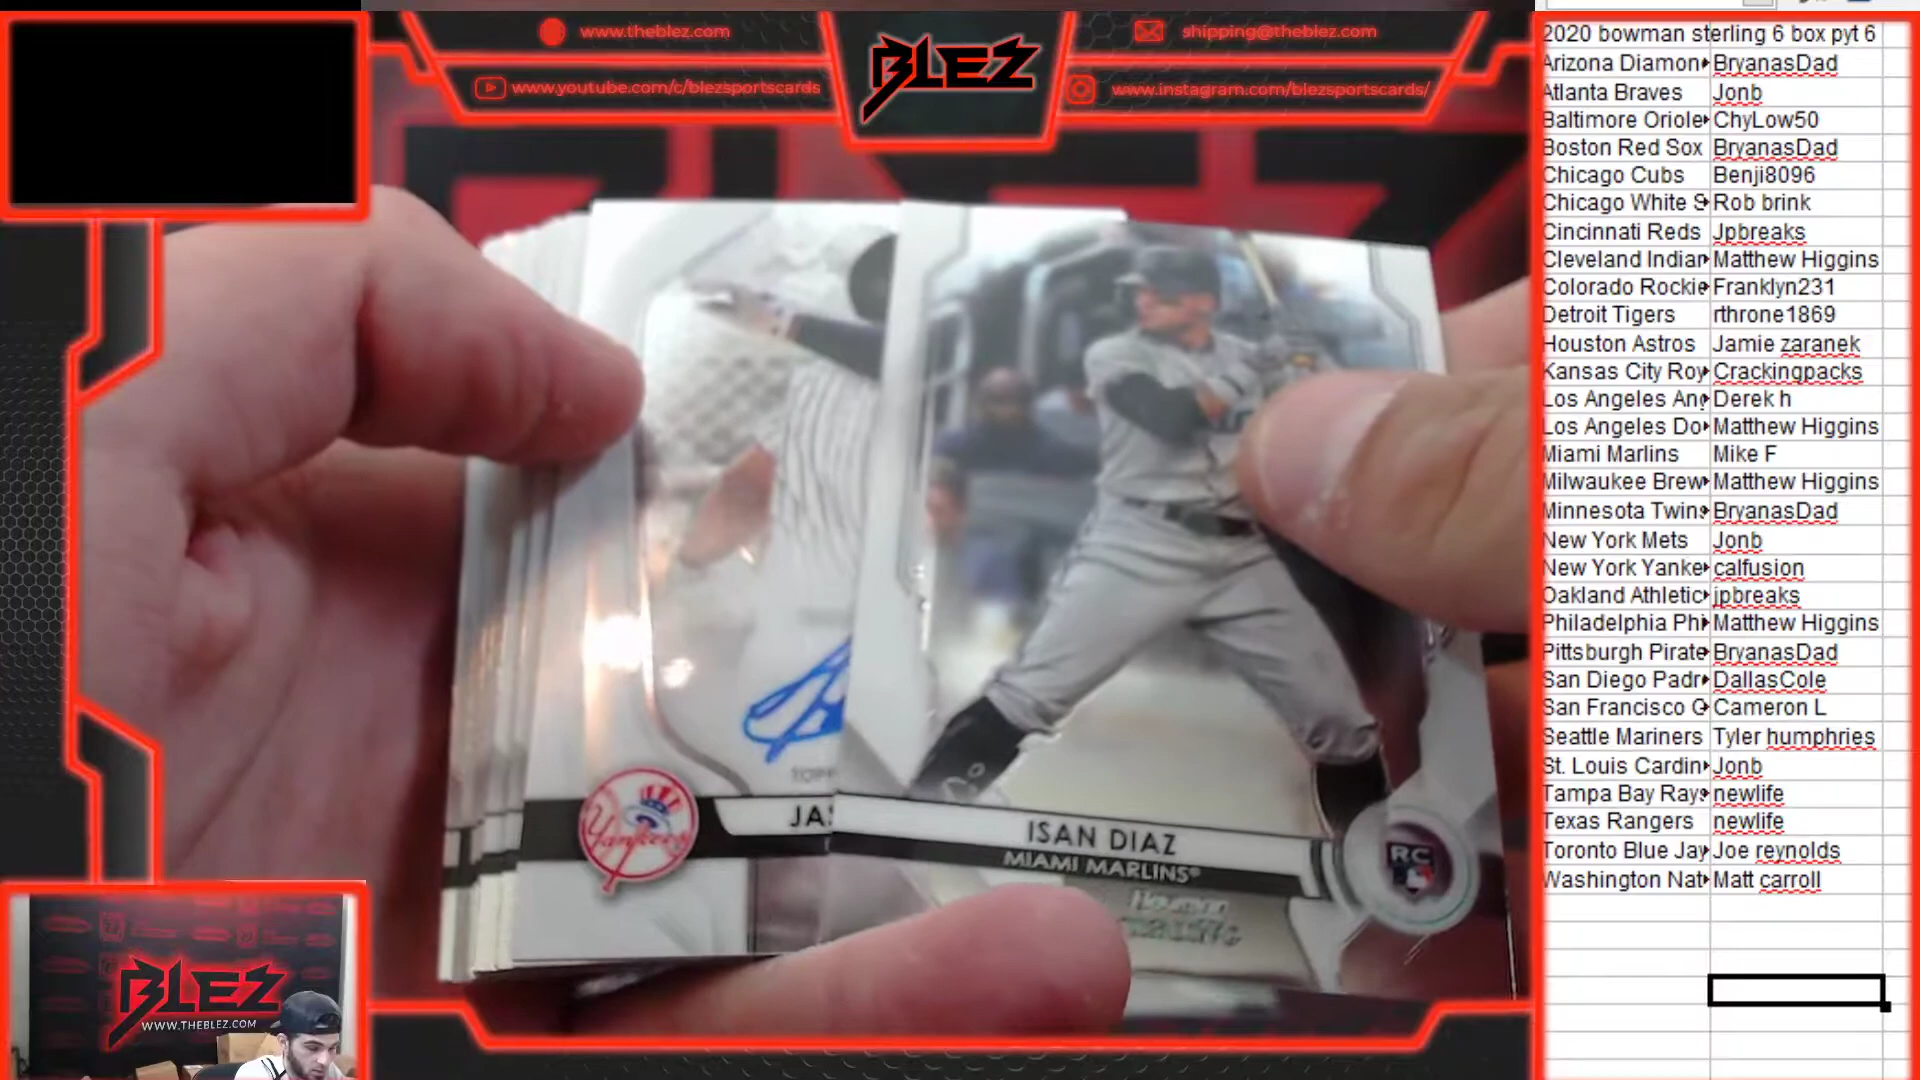 www.theblez.com
shipping@theblez.com
BLEZ
www.youtube.com/c/blezsportscards
www.instagram.com/blezsportscards/
2020 bowman sterling 6 box pyt 6
Arizona Diamon BryanasDad
Atlanta Braves Jonb
Baltimore Oriole ChyLow50
Boston Red Sox BryanasDad
Chicago Cubs Benji8096
Chicago White S Rob brink
Cincinnati Reds Jpbreaks
Cleveland Indian Matthew Higgins
Colorado Rockie Franklyn231
Detroit Tigers rthrone1869
Houston Astros Jamie zaranek
Kansas City Roy Crackingpacks
Los Angeles Ang Derek h
Los Angeles Do Matthew Higgins
Miami Marlins Mike F
Milwaukee Brew Matthew Higgins
Minnesota Twin BryanasDad
New York Mets Jonb
New York Yanke calfusion
Oakland Athletic jpbreaks
Philadelphia Phi Matthew Higgins
Pittsburgh Pirate BryanasDad
San Diego Padr DallasCole
San Francisco G Cameron L
Seattle Mariners Tyler humphries
St. Louis Cardin Jonb
Tampa Bay Rays newlife
Texas Rangers newlife
Toronto Blue Jay Joe reynolds
Washington Nat Matt carroll
TOPP
Yankees
JAS
ISAN DIAZ
MIAMI MARLINS®
RC
Bowman
BLEZ
WWW.THEBLEZ.COM